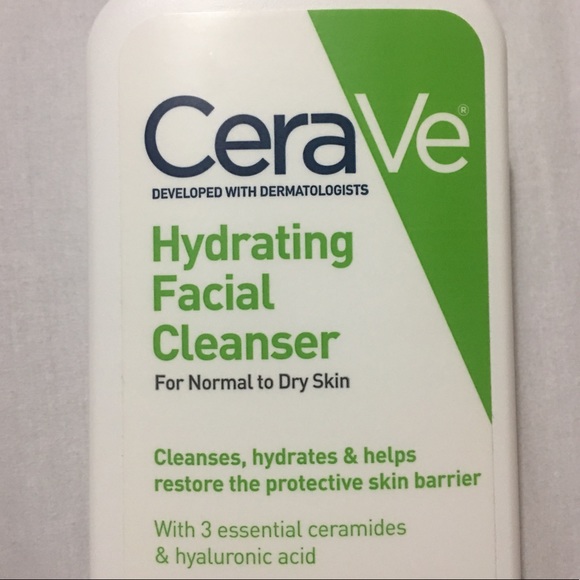 CeraVe®
DEVELOPED WITH DERMATOLOGISTS
Hydrating
Facial
Cleanser
For Normal to Dry Skin
Cleanses, hydrates & helps
restore the protective skin barrier
With 3 essential ceramides
& hyaluronic acid